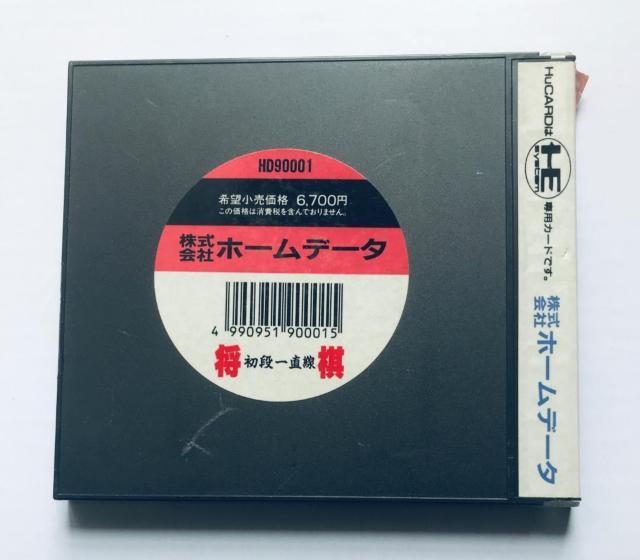 HD90001
希望小売価格 6,700円
この価格は消費税を含んでおりません。
株式会社ホームデータ
4 990951 900015
将棋 初段一直線
HuCARDは HE system 専用カードです。
株式会社ホームデータ